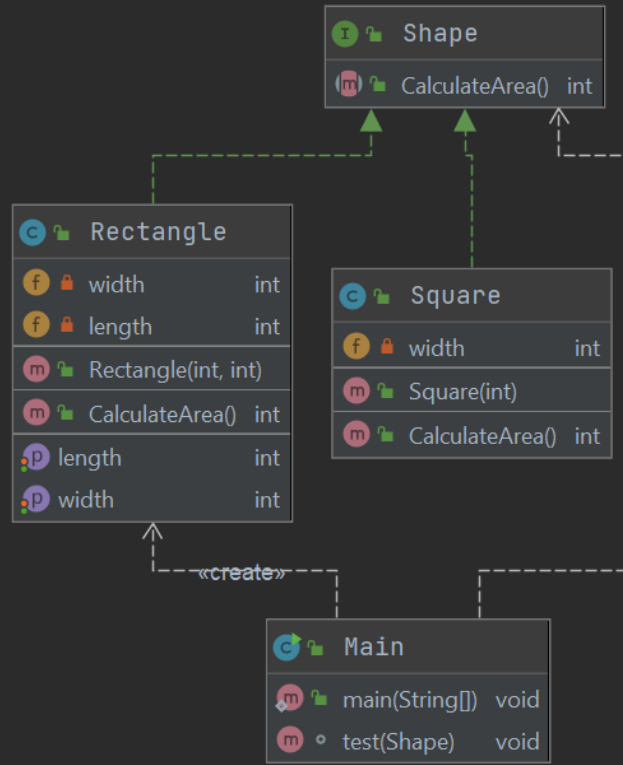 I Shape
m CalculateArea() int
C Rectangle
f width int
f length int
m Rectangle(int, int)
m CalculateArea() int
p length int
p width int
C Square
f width int
m Square(int)
m CalculateArea() int
«create»
C Main
m main(String[]) void
m test(Shape) void